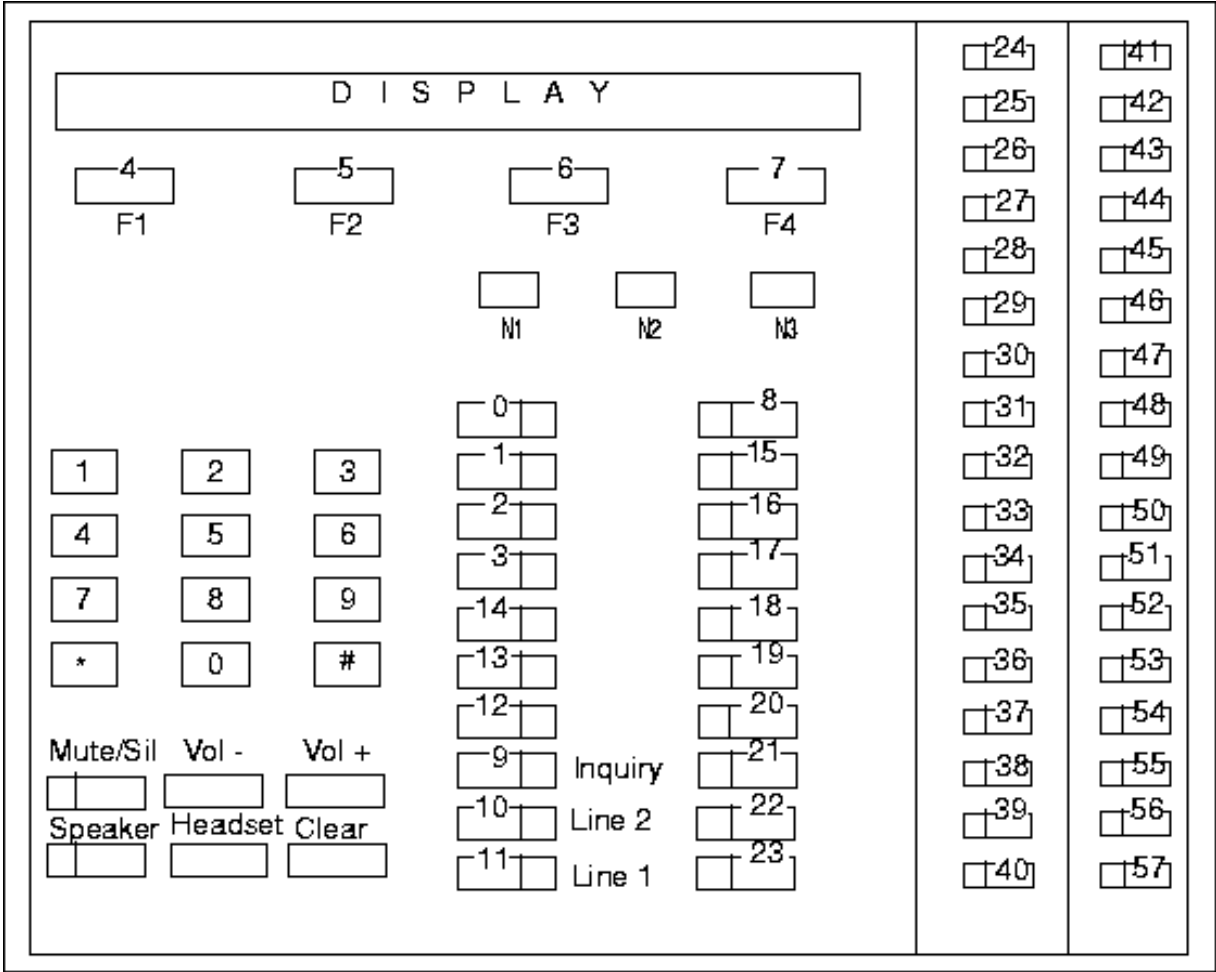 D I S P L A Y
4 5 6 7
F1 F2 F3 F4
N1 N2 N3
0 8
1 15
2 16
3 17
14 18
13 19
12 20
9 Inquiry 21
10 Line 2 22
11 Line 1 23
1 2 3
4 5 6
7 8 9
* 0 #
Mute/Sil Vol - Vol +
Speaker Headset Clear
24 41
25 42
26 43
27 44
28 45
29 46
30 47
31 48
32 49
33 50
34 51
35 52
36 53
37 54
38 55
39 56
40 57